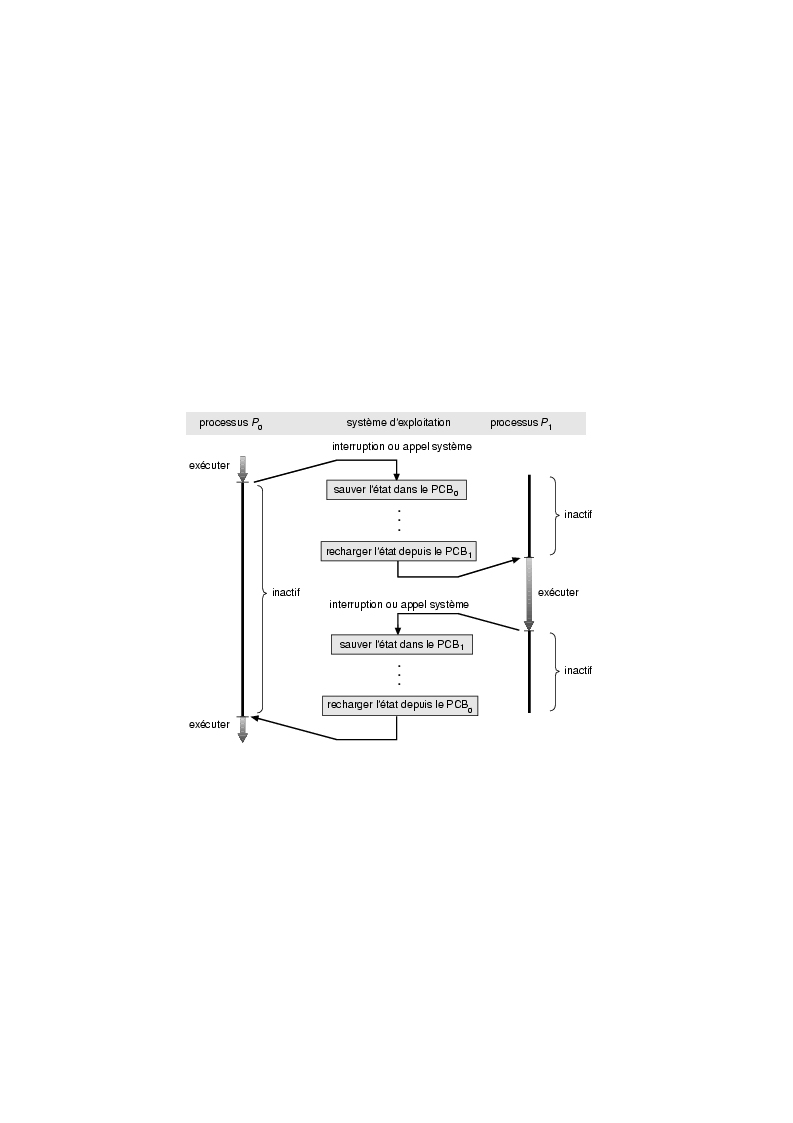 processus P0 système d'exploitation processus P1
interruption ou appel système
exécuter
sauver l'état dans le PCB0
inactif
recharger l'état depuis le PCB1
inactif
exécuter
interruption ou appel système
sauver l'état dans le PCB1
inactif
recharger l'état depuis le PCB0
exécuter